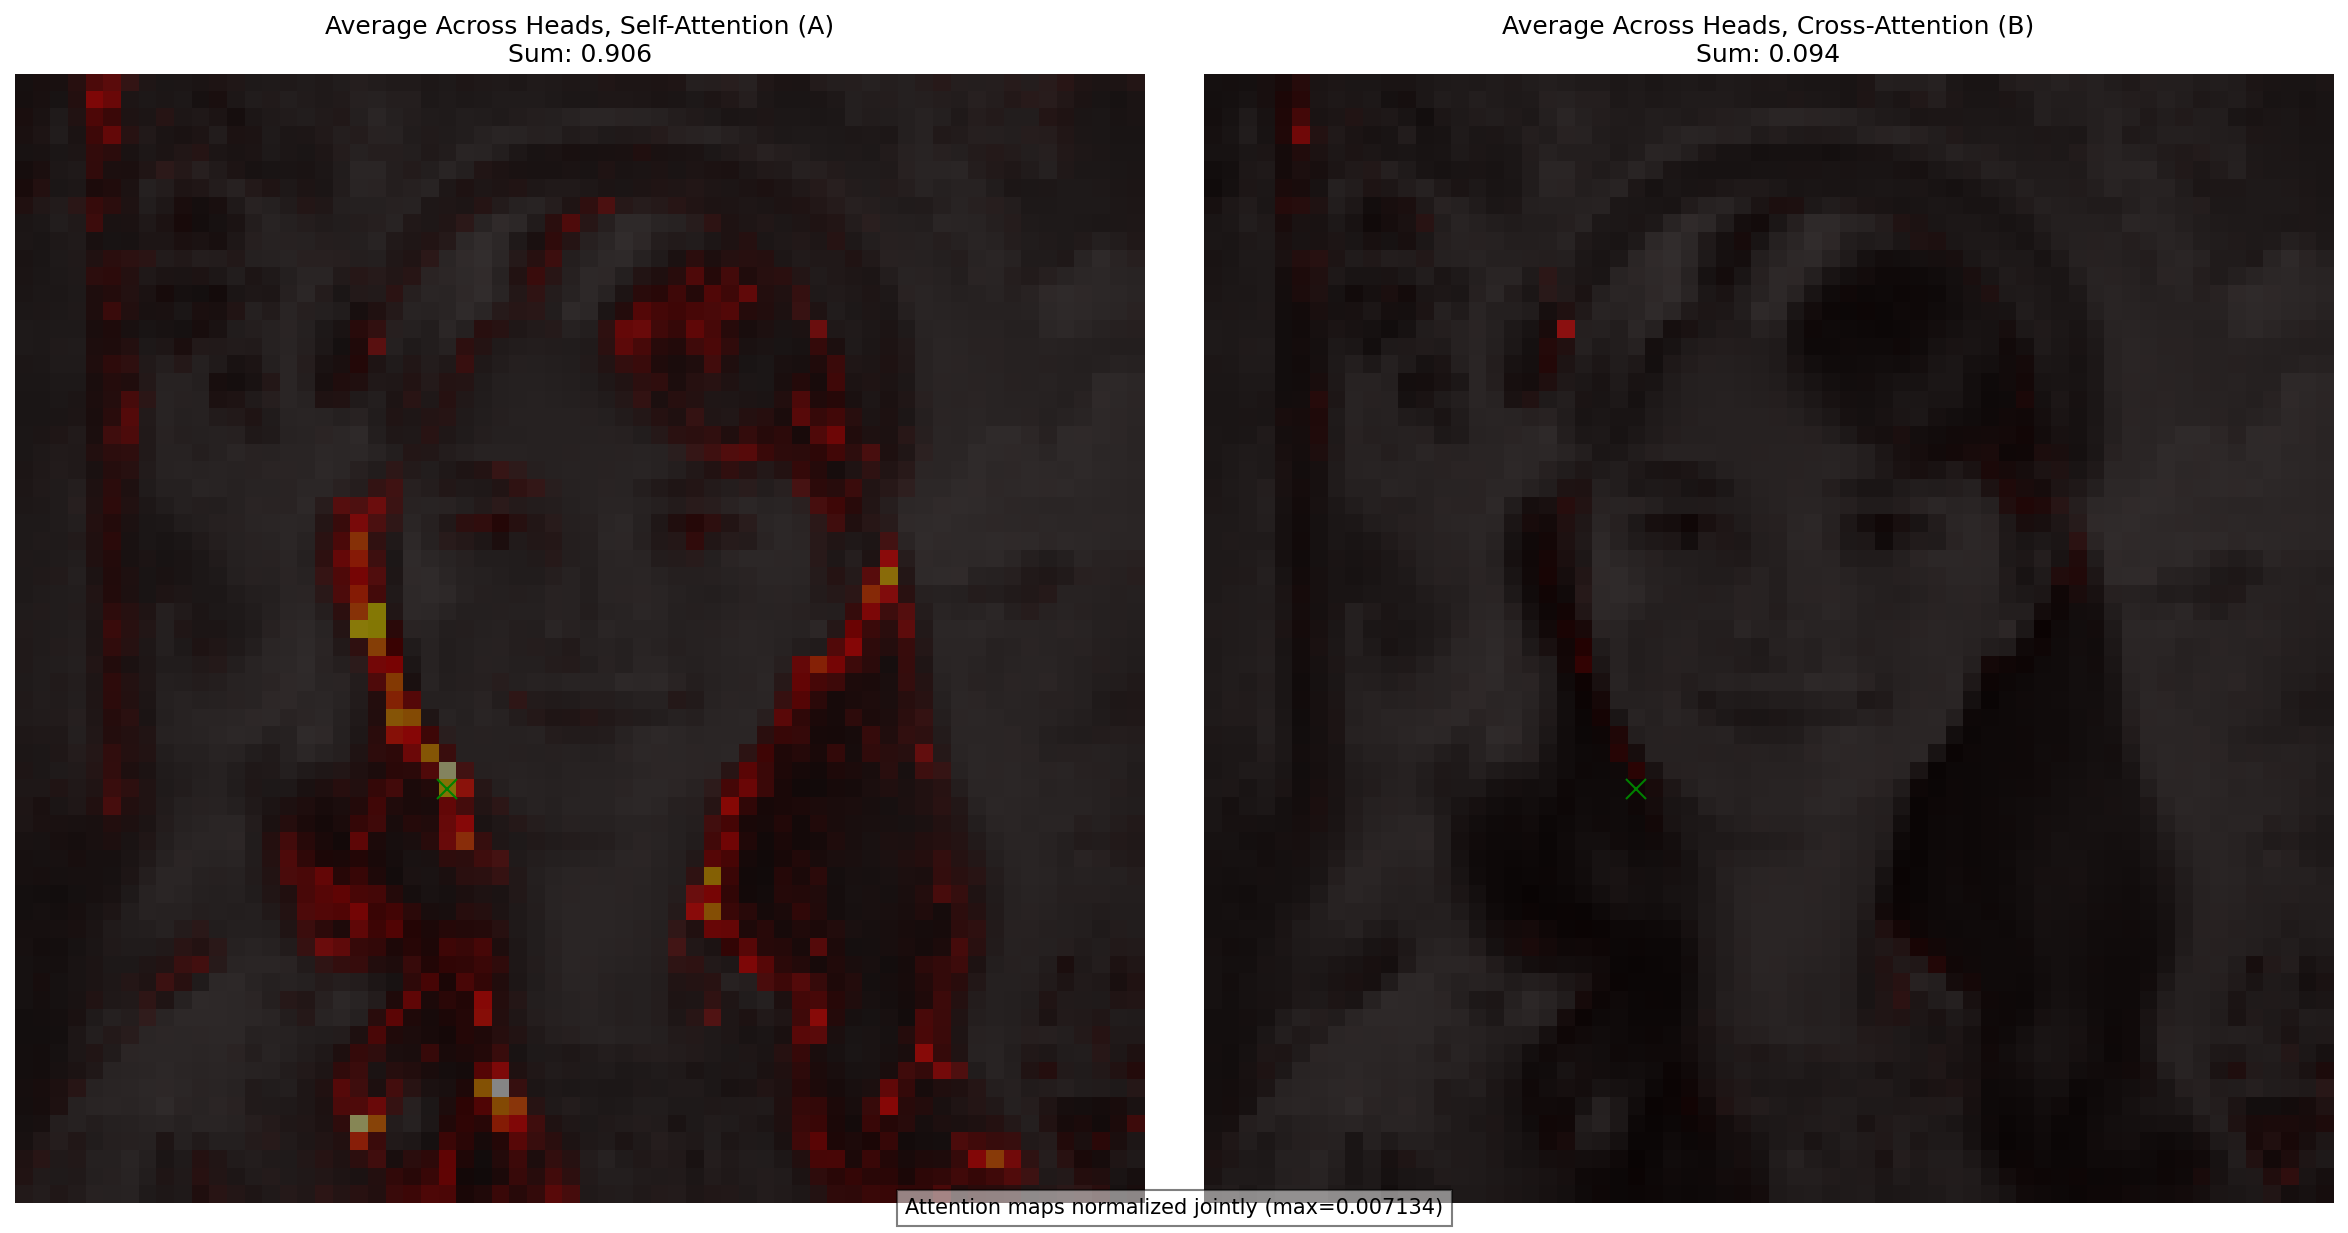 Average Across Heads, Self-Attention (A)
Sum: 0.906
Average Across Heads, Cross-Attention (B)
Sum: 0.094
Attention maps normalized jointly (max=0.007134)